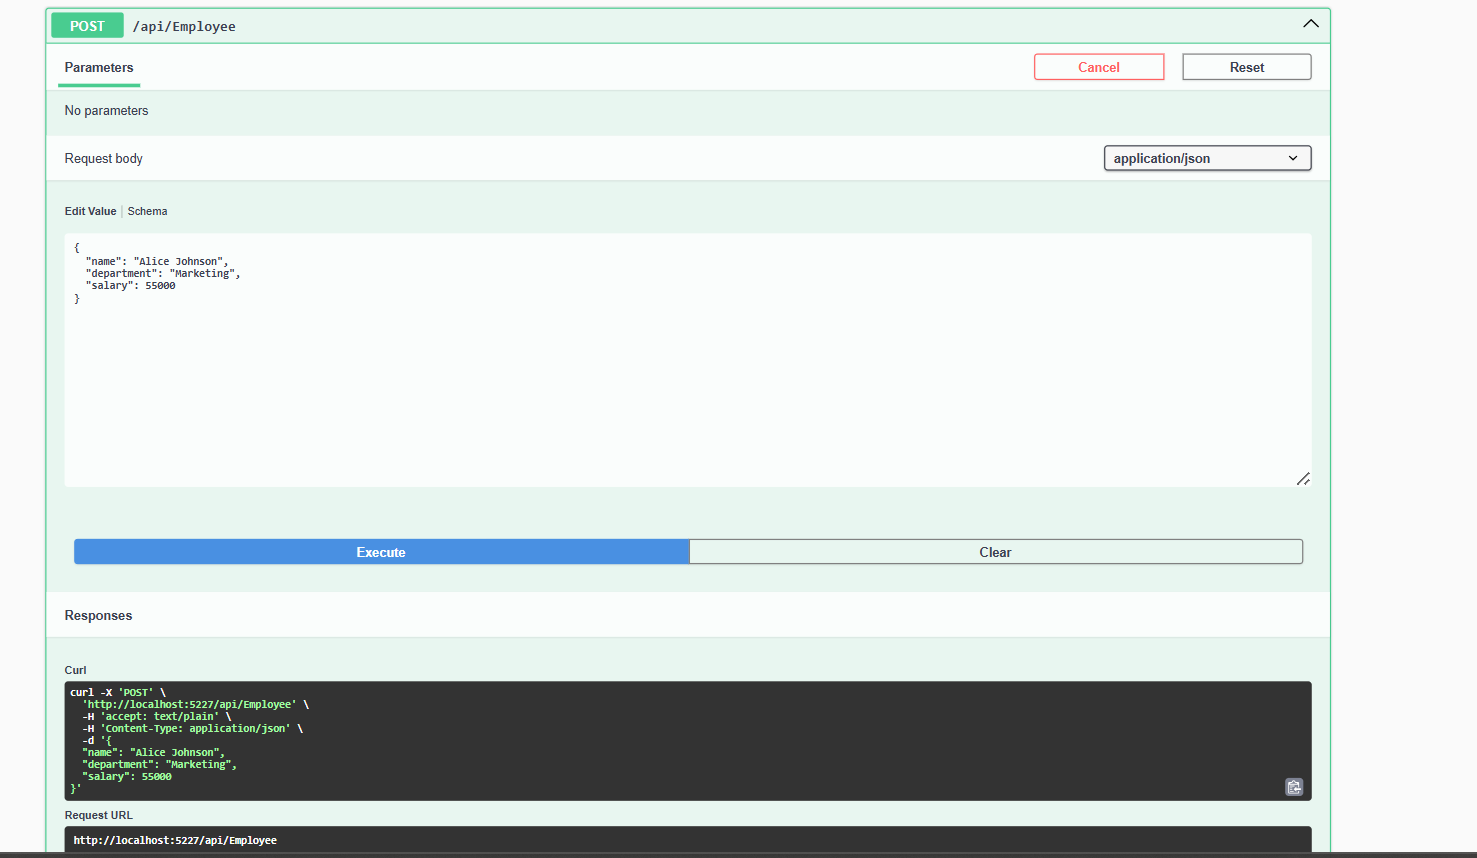 POST /api/Employee
Parameters
Cancel
Reset
No parameters
Request body
application/json
Edit Value | Schema
{
  "name": "Alice Johnson",
  "department": "Marketing",
  "salary": 55000
}
Execute
Clear
Responses
Curl
curl -X 'POST' \
  'http://localhost:5227/api/Employee' \
  -H 'accept: text/plain' \
  -H 'Content-Type: application/json' \
  -d '{
  "name": "Alice Johnson",
  "department": "Marketing",
  "salary": 55000
}'
Request URL
http://localhost:5227/api/Employee